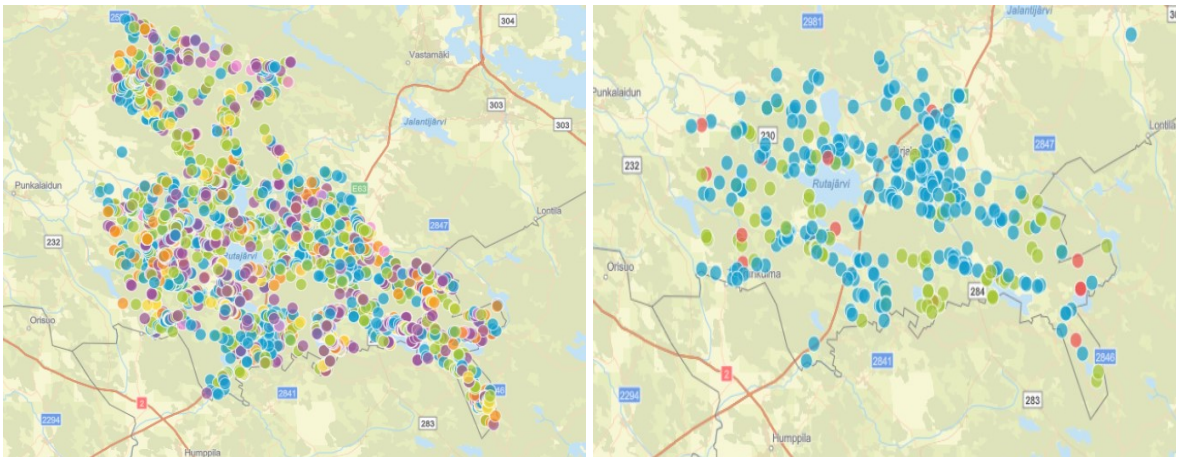 304
Vastamäki
303
303
Jalantijärvi
Punkalaidun
E63
Lontila
2847
232
Orisuo
2841
2
2294
283
Humppila
2981
Jalantijärvi
Punkalaidun
230
Lontila
2847
232
Rutajärvi
Orisuo
284
2841
2846
2
2294
283
Humppila